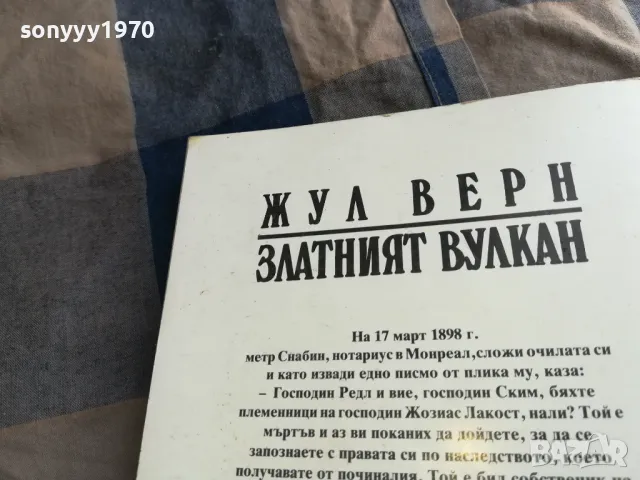 sonyyy1970
ЖУЛ ВЕРН
ЗЛАТНИЯТ ВУЛКАН
На 17 март 1898 г.
метр Снабин, нотариус в Монреал,сложи очилата си
и като извади едно писмо от плика му, каза:
– Господин Редл и вие, господин Ским, бяхте
племенници на господин Жозиас Лакост, нали? Той е
мъртъв и аз ви поканих да дойдете, за да се
запознаете с правата си по наследството, което
получавате от починалия. Той е бил собственик на
BAZAR